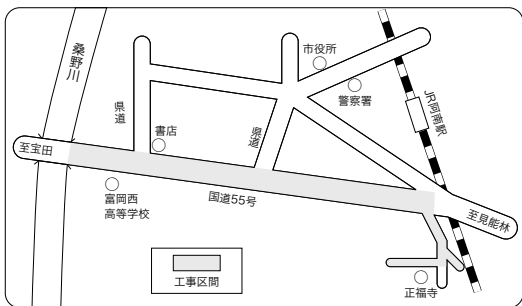 市役所
桑野川
警察署
JR阿南駅
県道
書店
県道
至宝田
国道55号
富岡西
高等学校
至見能林
工事区間
正福寺